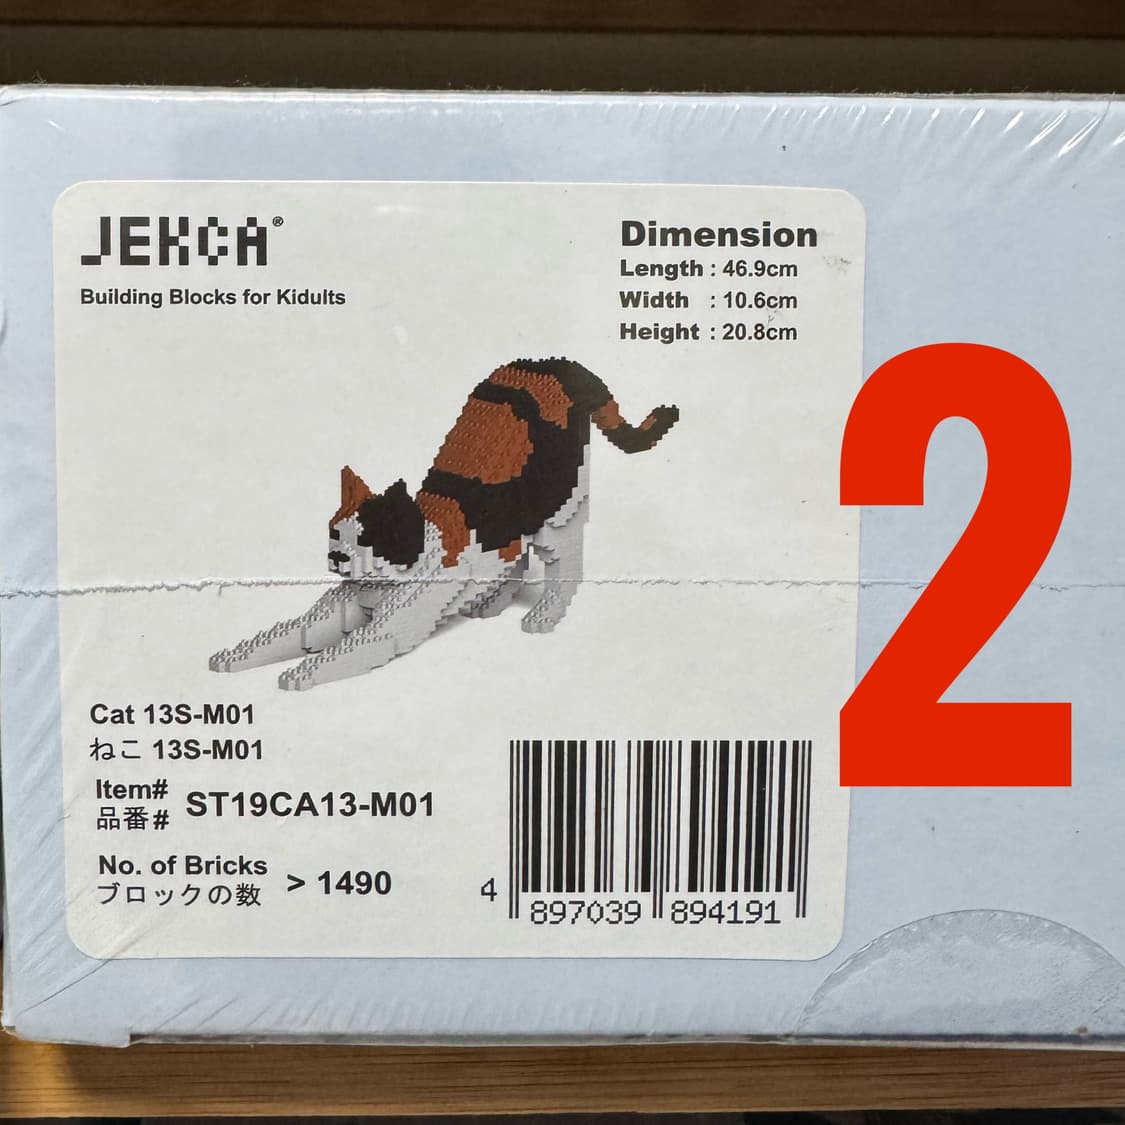 JEKCA®
Building Blocks for Kidults
Dimension
Length : 46.9cm
Width : 10.6cm
Height : 20.8cm
2
Cat 13S-M01
ねこ 13S-M01
Item#
品番#
ST19CA13-M01
No. of Bricks
ブロックの数
> 1490
4 897039 894191